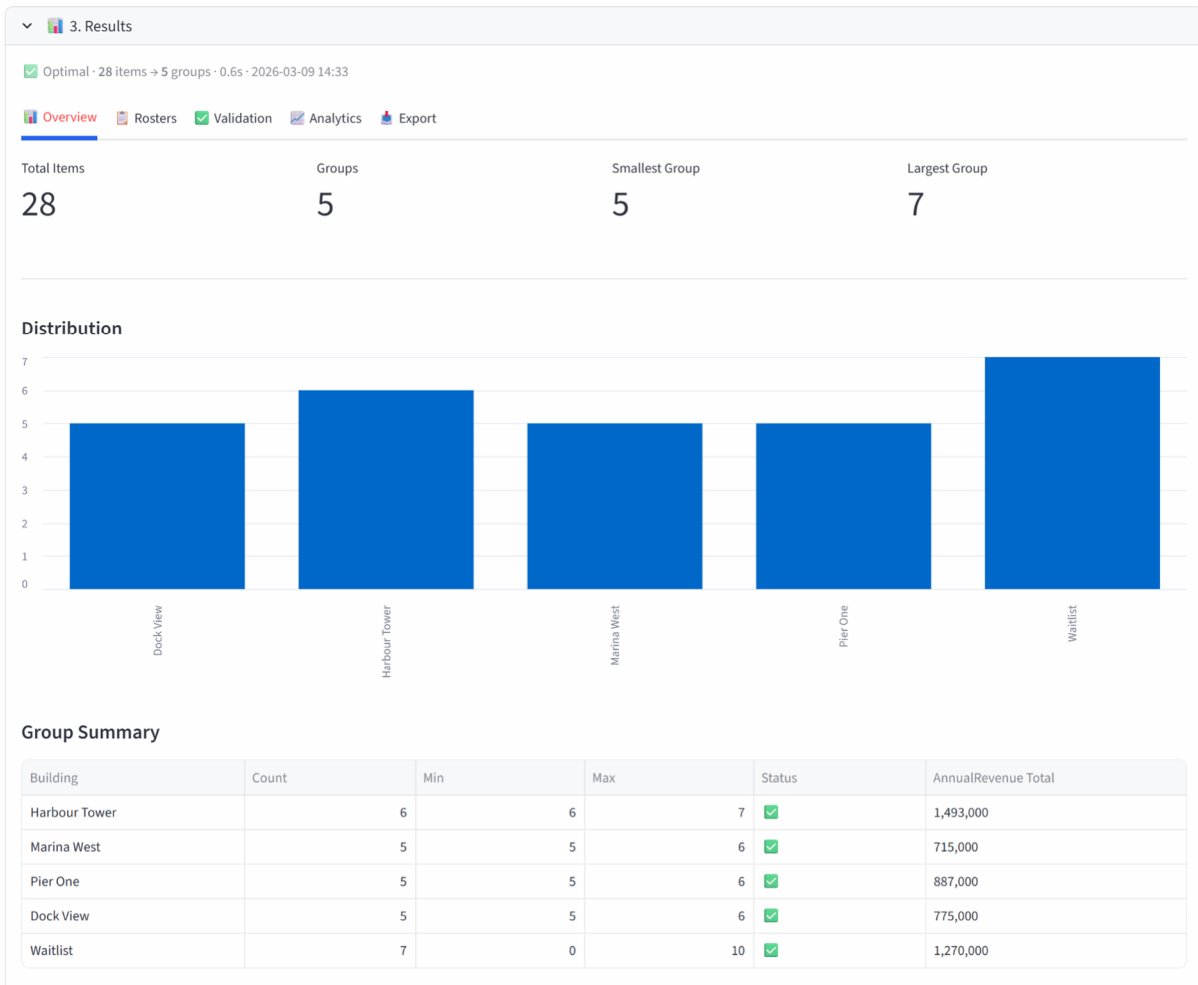 3. Results
Optimal · 28 items → 5 groups · 0.6s · 2026-03-09 14:33
Overview Rosters Validation Analytics Export
Total Items Groups Smallest Group Largest Group
28 5 5 7
Distribution
7
6
5
4
3
2
1
0
Dock View Harbour Tower Marina West Pier One Waitlist
Group Summary
Building Count Min Max Status AnnualRevenue Total
Harbour Tower 6 6 7 ✅ 1,493,000
Marina West 5 5 6 ✅ 715,000
Pier One 5 5 6 ✅ 887,000
Dock View 5 5 6 ✅ 775,000
Waitlist 7 0 10 ✅ 1,270,000